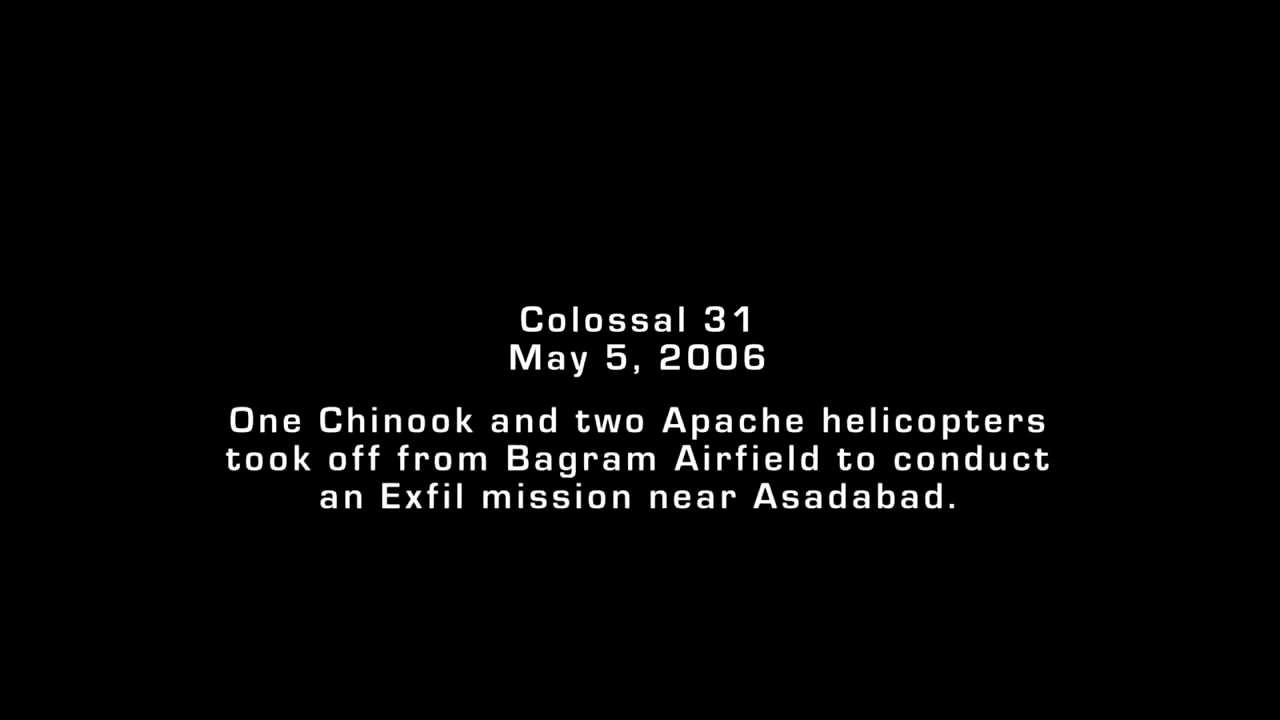 Colossal 31
May 5, 2006
One Chinook and two Apache helicopters
took off from Bagram Airfield to conduct
an Exfil mission near Asadabad.